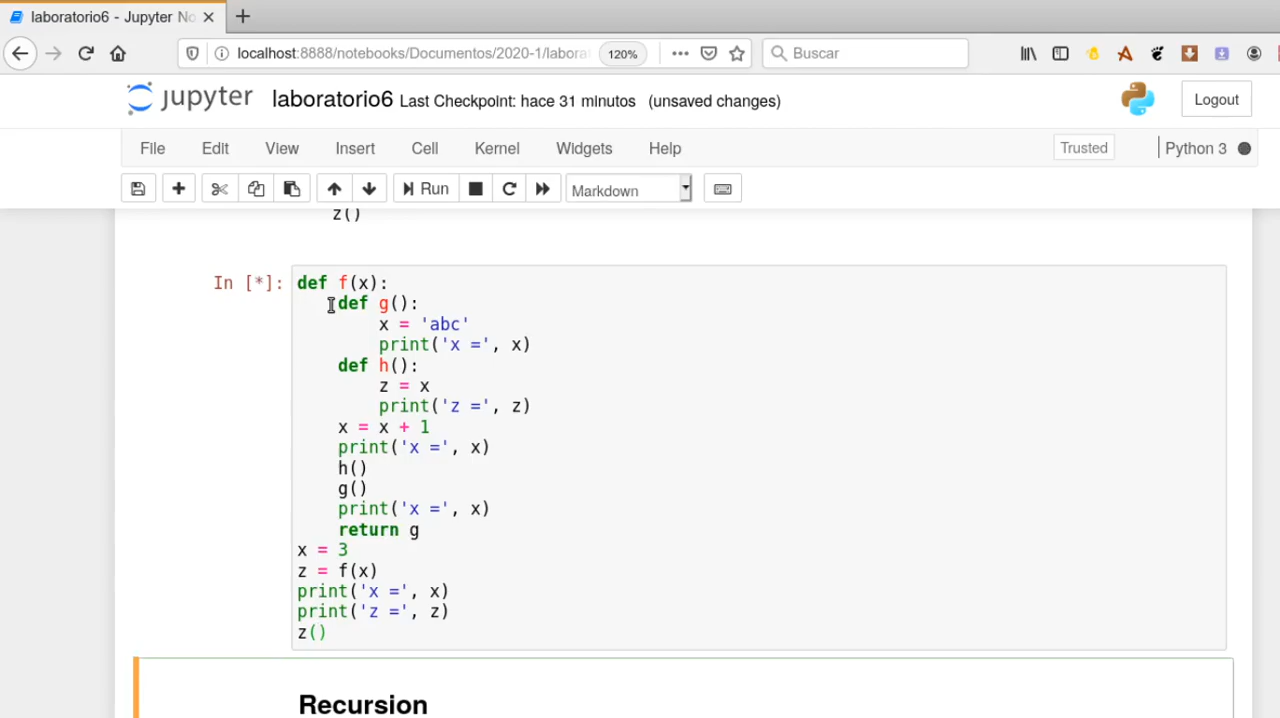 laboratorio6 - Jupyter No
localhost:8888/notebooks/Documentos/2020-1/labora
120%
Buscar
jupyter
laboratorio6 Last Checkpoint: hace 31 minutos (unsaved changes)
Logout
File Edit View Insert Cell Kernel Widgets Help
Trusted
Python 3
Run
Markdown
z()
In [*]:
def f(x):
    def g():
        x = 'abc'
        print('x =', x)
    def h():
        z = x
        print('z =', z)
    x = x + 1
    print('x =', x)
    h()
    g()
    print('x =', x)
    return g
x = 3
z = f(x)
print('x =', x)
print('z =', z)
z()
Recursion